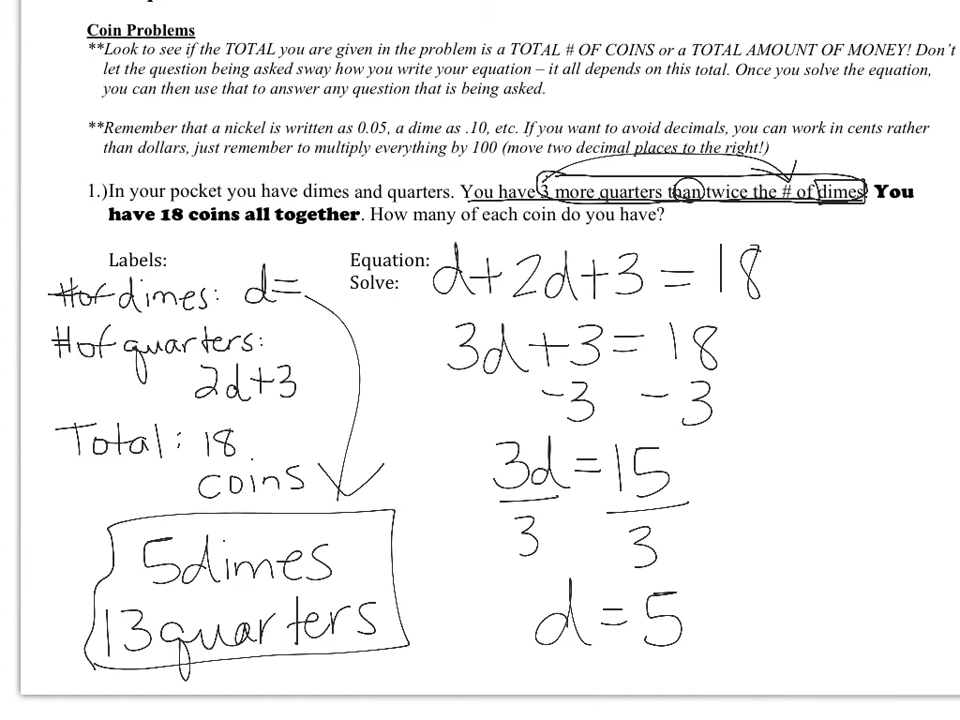 Coin Problems
**Look to see if the TOTAL you are given in the problem is a TOTAL # OF COINS or a TOTAL AMOUNT OF MONEY! Don't
let the question being asked sway how you write your equation – it all depends on this total. Once you solve the equation,
you can then use that to answer any question that is being asked.
**Remember that a nickel is written as 0.05, a dime as .10, etc. If you want to avoid decimals, you can work in cents rather
than dollars, just remember to multiply everything by 100 (move two decimal places to the right!)
1.)In your pocket you have dimes and quarters. You have 3 more quarters than twice the # of dimes. You
have 18 coins all together. How many of each coin do you have?
Labels:
# of dimes: d=
# of quarters:
2d+3
Total: 18
coins
5 dimes
13 quarters
Equation: d+2d+3=18
Solve:
3d+3=18
-3 -3
3d=15
3 3
d=5